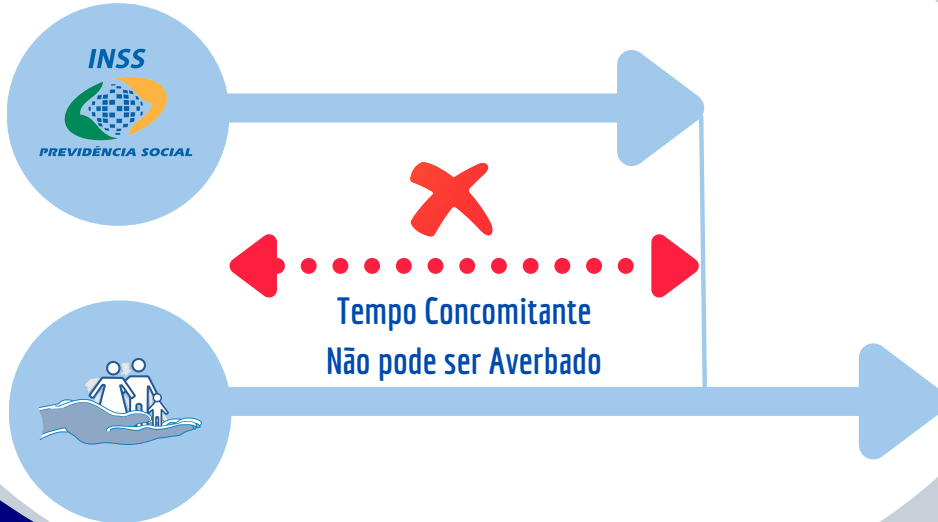 INSS
PREVIDÊNCIA SOCIAL
Tempo Concomitante
Não pode ser Averbado